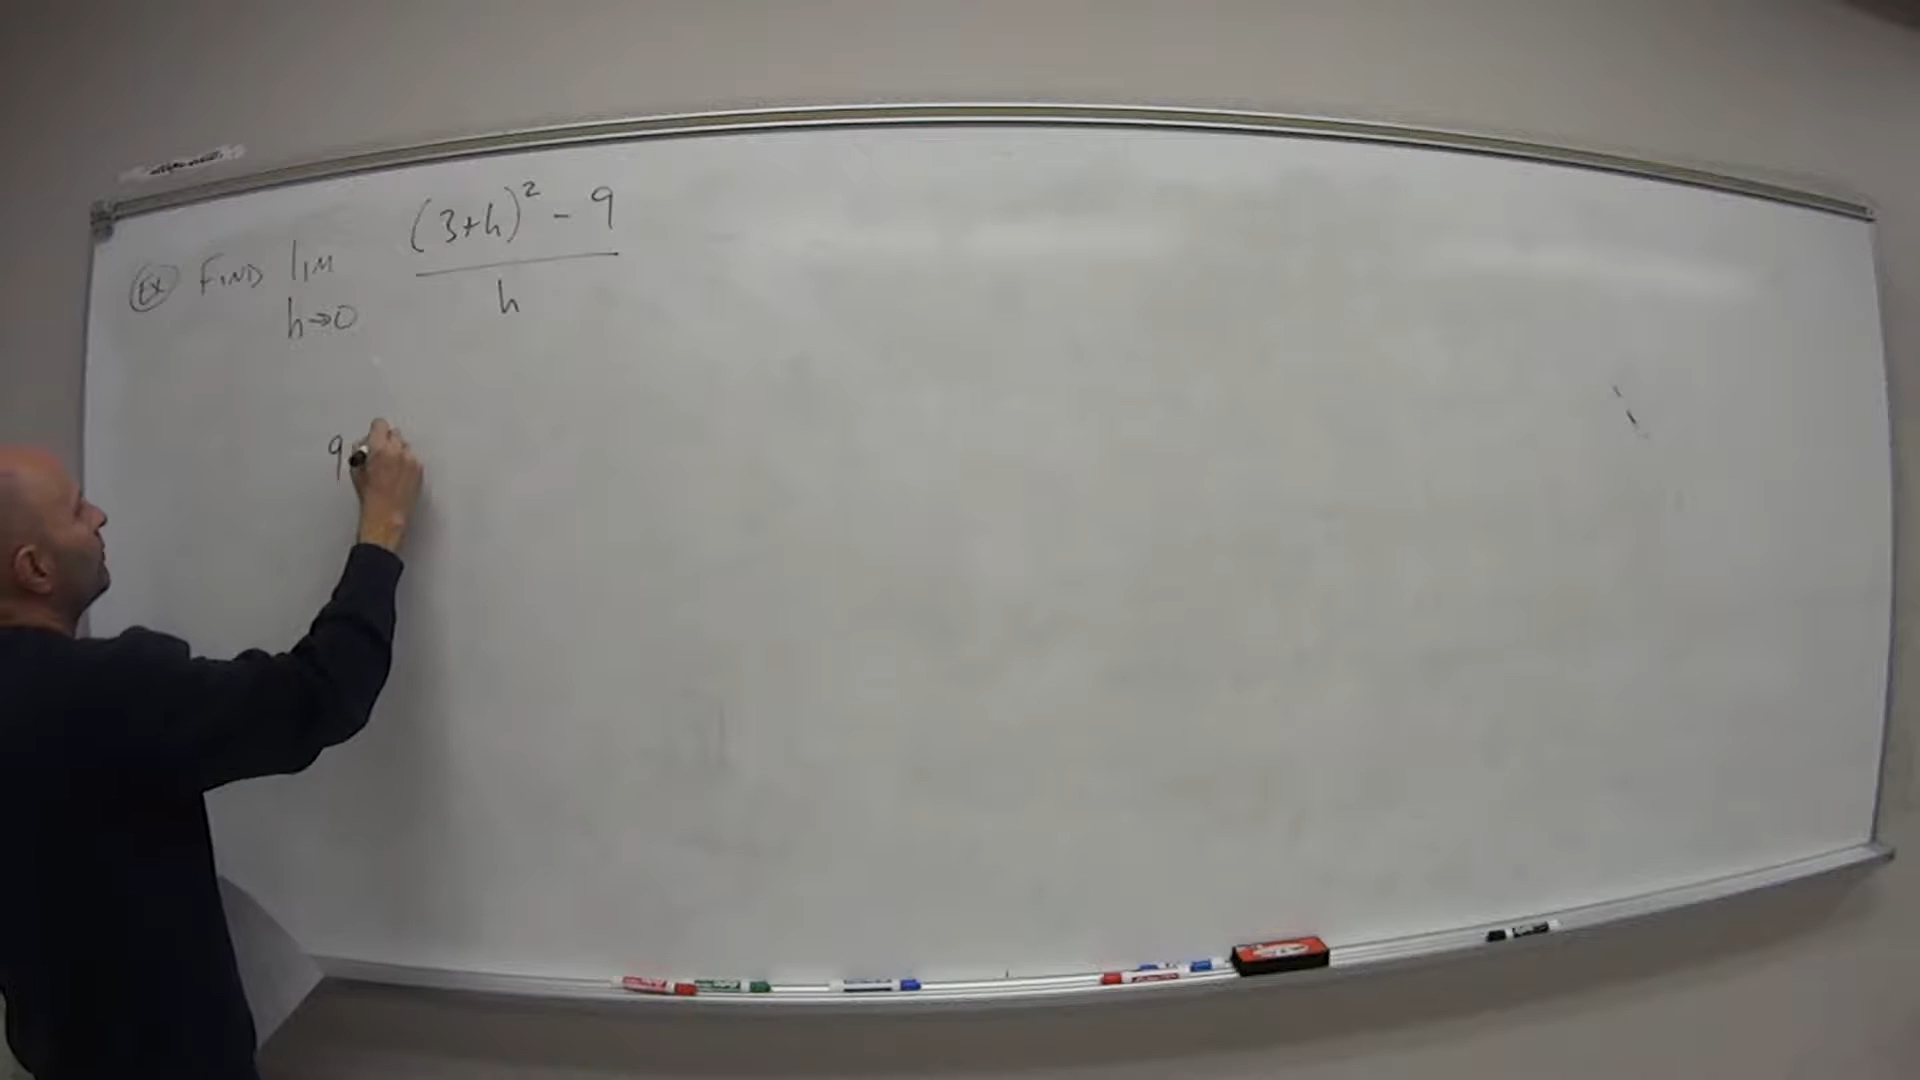 (3+h)² - 9
EX FIND lim
h→0
h
9